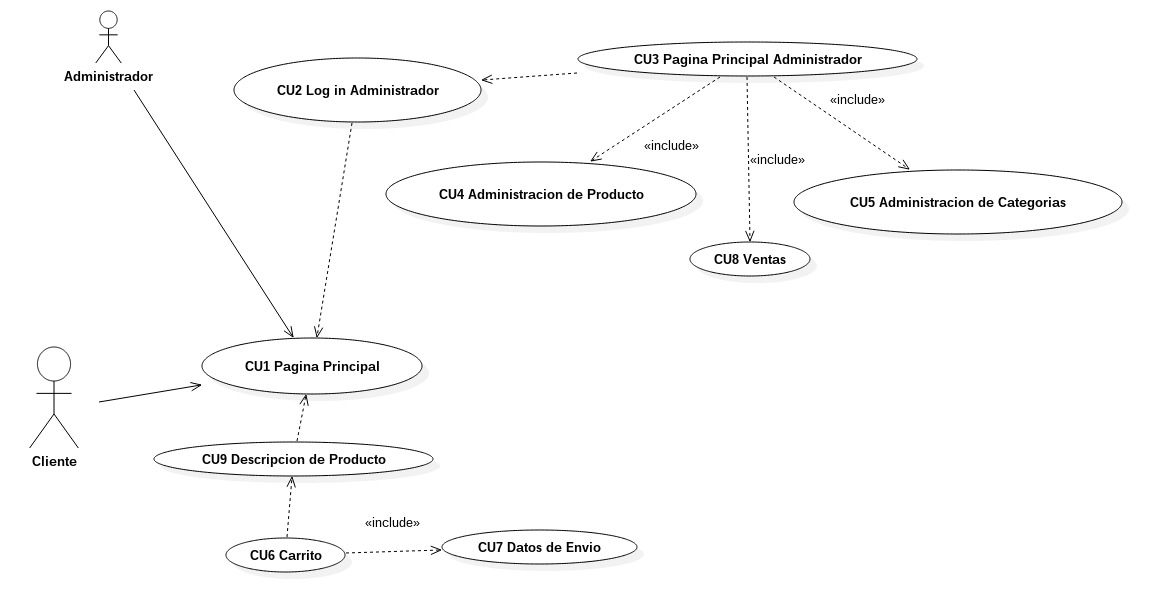 Administrador
CU3 Pagina Principal Administrador
CU2 Log in Administrador
«include»
«include»
«include»
CU4 Administracion de Producto
CU5 Administracion de Categorias
CU8 Ventas
CU1 Pagina Principal
Cliente
CU9 Descripcion de Producto
«include»
CU6 Carrito
CU7 Datos de Envio